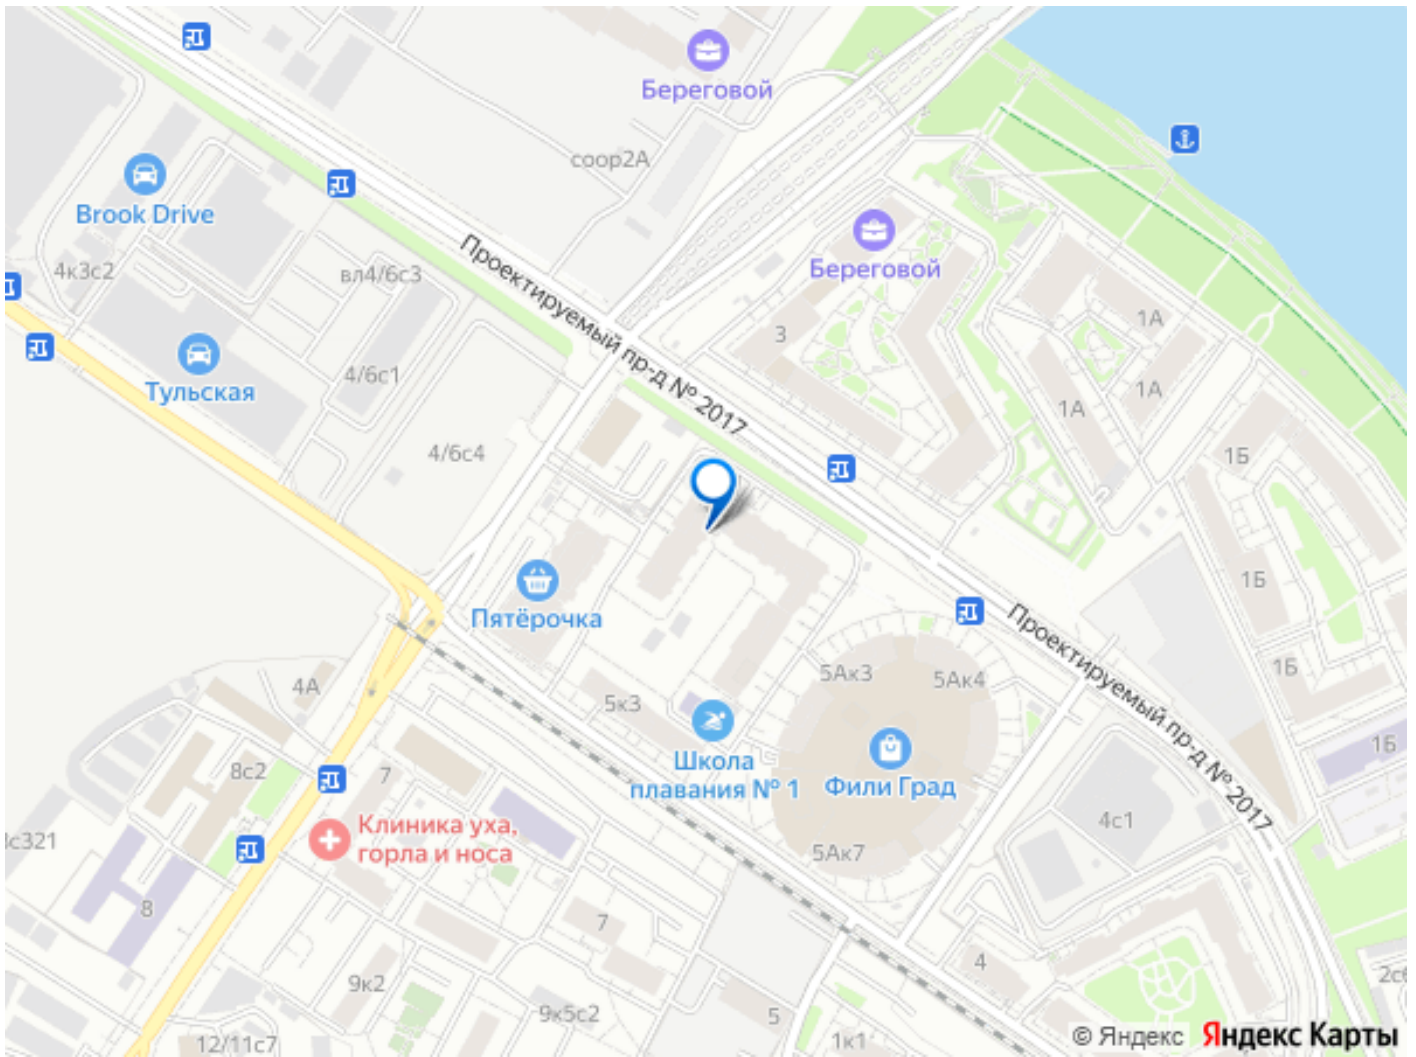 Береговой
соор2А
Brook Drive
Береговой
4к3с2
вл4/6с3
Проектируемый пр-д № 2017
3
1А
Тульская
4/6с1
1А
1А
4/6с4
1Б
1Б
Пятёрочка
Проектируемый пр-д № 2017
5Ак3
5Ак4
1Б
4А
5к3
8с2
7
Школа
плавания № 1
Фили Град
1Б
Клиника уха,
горла и носа
4с1
5Ак7
8
7
4
9к2
9к5с2
5
1к1
12/11с7
© Яндекс Яндекс Карты